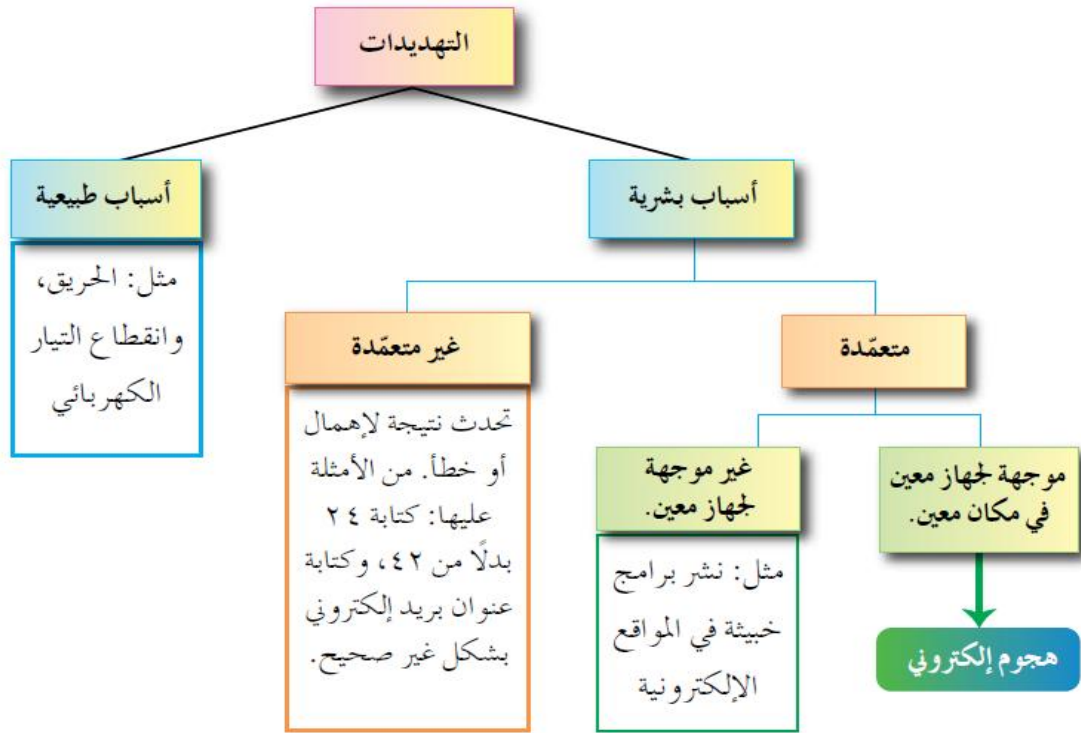 التهديدات
أسباب بشرية
أسباب طبيعية
مثل: الحريق،
وانقطاع التيار
الكهربائي
متعمّدة
غير متعمّدة
تحدث نتيجة لإهمال
أو خطأ. من الأمثلة
عليها: كتابة ٢٤
بدلًا من ٤٢، وكتابة
عنوان بريد إلكتروني
بشكل غير صحيح.
موجهة لجهاز معين
في مكان معين.
هجوم إلكتروني
غير موجهة
لجهاز معين.
مثل: نشر برامج
خبيثة في المواقع
الإلكترونية